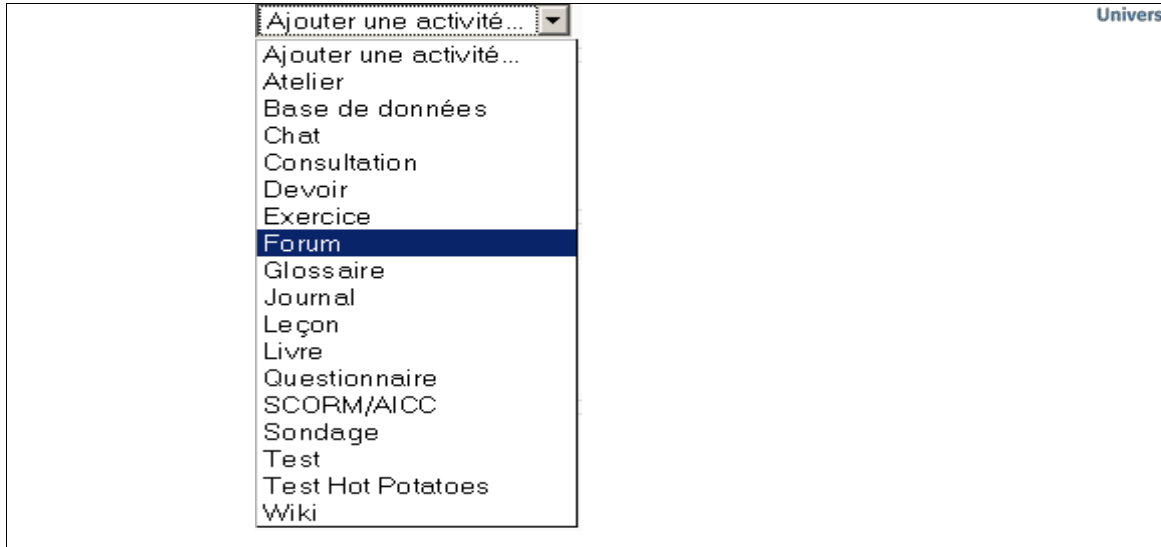 Ajouter une activité...
Univers
Ajouter une activité...
Atelier
Base de données
Chat
Consultation
Devoir
Exercice
Forum
Glossaire
Journal
Leçon
Livre
Questionnaire
SCORM/AICC
Sondage
Test
Test Hot Potatoes
Wiki